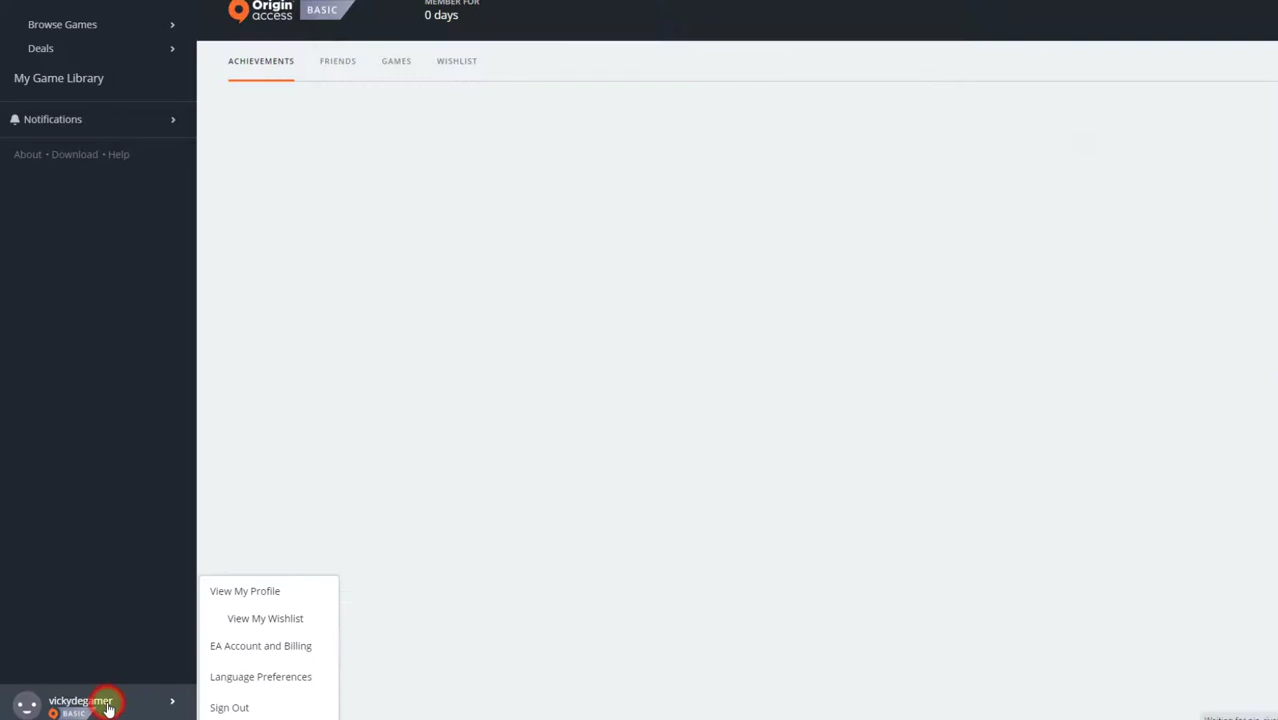 Origin
access
BASIC
MEMBER FOR
0 days
Browse Games
Deals
My Game Library
Notifications
About • Download • Help
ACHIEVEMENTS
FRIENDS
GAMES
WISHLIST
View My Profile
View My Wishlist
EA Account and Billing
Language Preferences
Sign Out
vickydegamer
BASIC